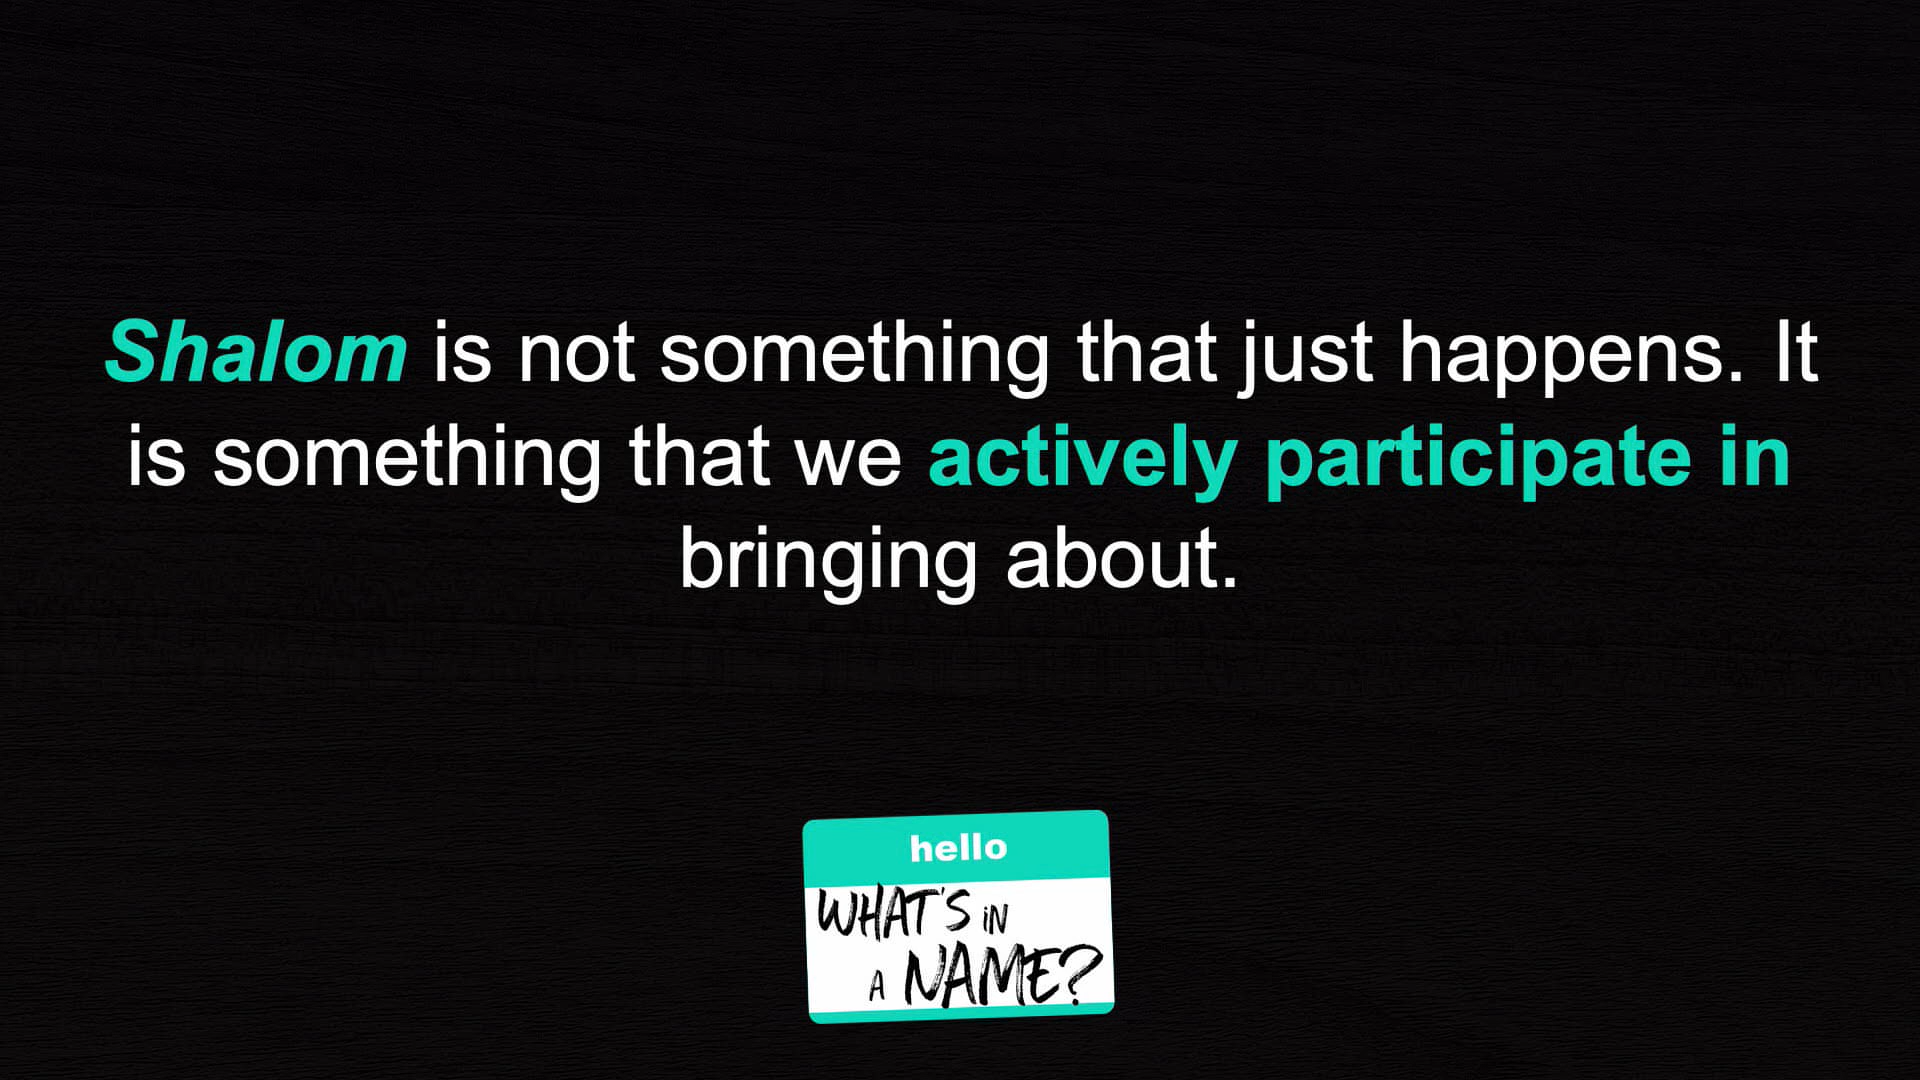 Shalom is not something that just happens. It
is something that we actively participate in
bringing about.
hello
WHAT'S iN
A NAME?